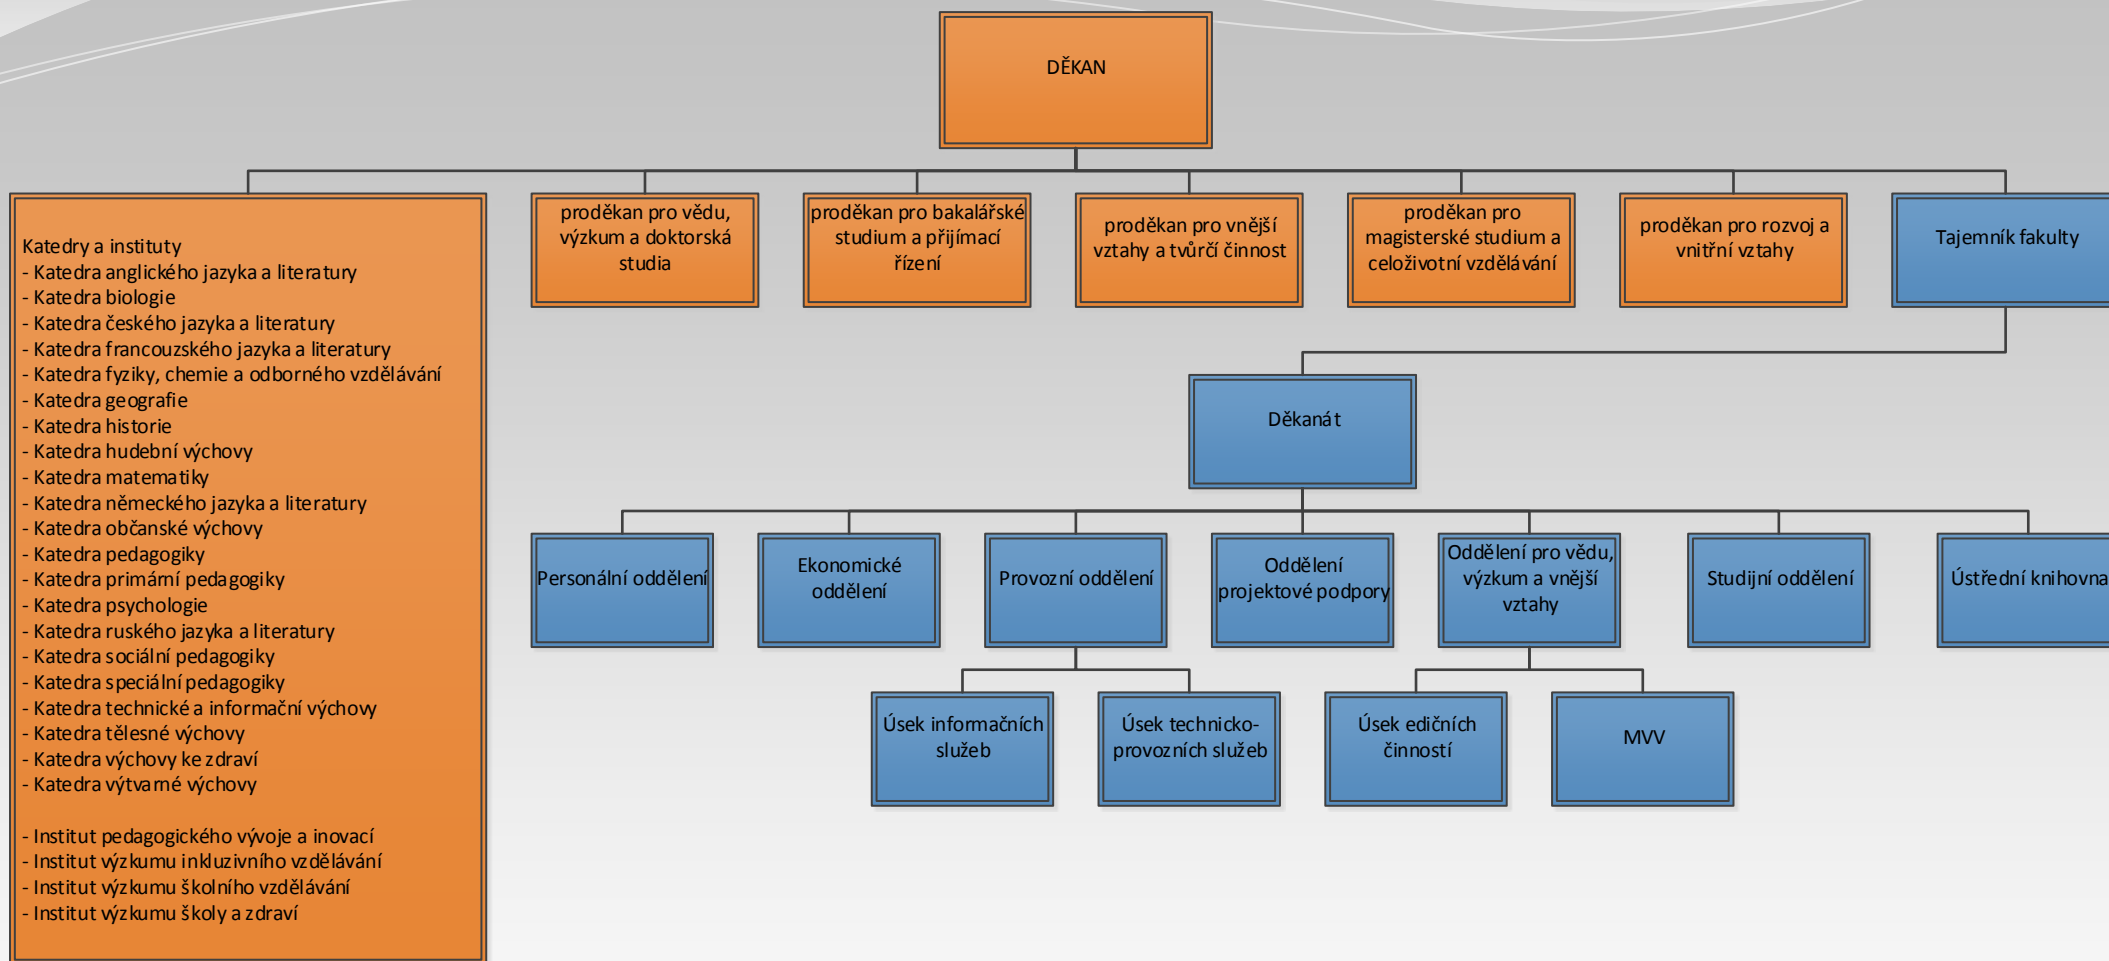 DĚKAN
Katedry a instituty
- Katedra anglického jazyka a literatury
- Katedra biologie
- Katedra českého jazyka a literatury
- Katedra francouzského jazyka a literatury
- Katedra fyziky, chemie a odborného vzdělávání
- Katedra geografie
- Katedra historie
- Katedra hudební výchovy
- Katedra matematiky
- Katedra německého jazyka a literatury
- Katedra občanské výchovy
- Katedra pedagogiky
- Katedra primární pedagogiky
- Katedra psychologie
- Katedra ruského jazyka a literatury
- Katedra sociální pedagogiky
- Katedra speciální pedagogiky
- Katedra technické a informační výchovy
- Katedra tělesné výchovy
- Katedra výchovy ke zdraví
- Katedra výtvarné výchovy
- Institut pedagogického vývoje a inovací
- Institut výzkumu inkluzivního vzdělávání
- Institut výzkumu školního vzdělávání
- Institut výzkumu školy a zdraví
proděkan pro vědu,
výzkum a doktorská
studia
proděkan pro bakalářské
studium a přijímací
řízení
proděkan pro vnější
vztahy a tvůrčí činnost
proděkan pro
magisterské studium a
celoživotní vzdělávání
proděkan pro rozvoj a
vnitřní vztahy
Tajemník fakulty
Děkanát
Personální oddělení
Ekonomické
oddělení
Provozní oddělení
Oddělení
projektové podpory
Oddělení pro vědu,
výzkum a vnější
vztahy
Studijní oddělení
Ústřední knihovna
Úsek informačních
služeb
Úsek technicko-
provozních služeb
Úsek edičních
činností
MVV